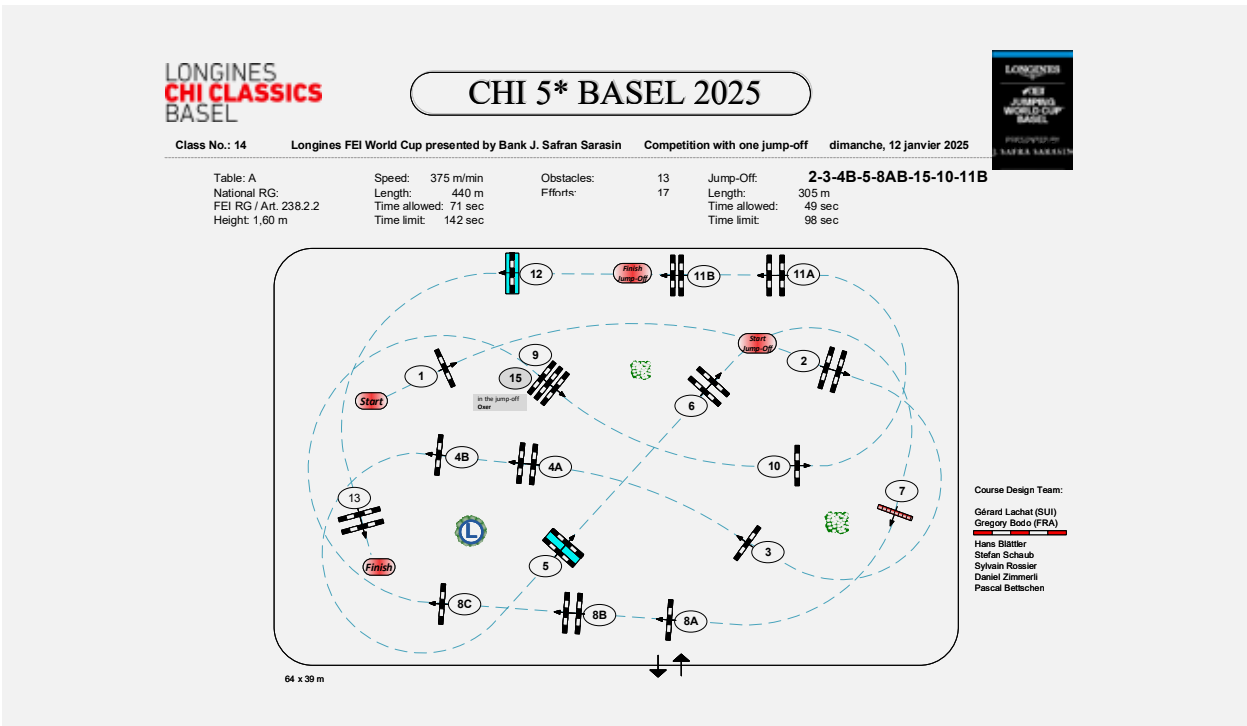 LONGINES
CHI CLASSICS
BASEL
CHI 5* BASEL 2025
LONGINES
FEI
JUMPING
WORLD CUP
BASEL
PRESENTED BY
J. SAFRA SARASIN
Class No.: 14 Longines FEI World Cup presented by Bank J. Safran Sarasin Competition with one jump-off dimanche, 12 janvier 2025
Table: A Speed: 375 m/min Obstacles: 13 Jump-Off: 2-3-4B-5-8AB-15-10-11B
National RG: Length: 440 m Efforts: 17 Length: 305 m
FEI RG / Art. 238.2.2 Time allowed: 71 sec Time allowed: 49 sec
Height: 1,60 m Time limit: 142 sec Time limit: 98 sec
12
Finish
Jump-Off
11B
11A
Start
Jump-Off
9
2
1
15
Start
in the jump-off
Oxer
6
4B
4A
10
13
7
L
3
5
Finish
8C
8B
8A
Course Design Team:
Gérard Lachat (SUI)
Gregory Bodo (FRA)
Hans Blättler
Stefan Schaub
Sylvain Rossier
Daniel Zimmerli
Pascal Bettschen
64 x 39 m